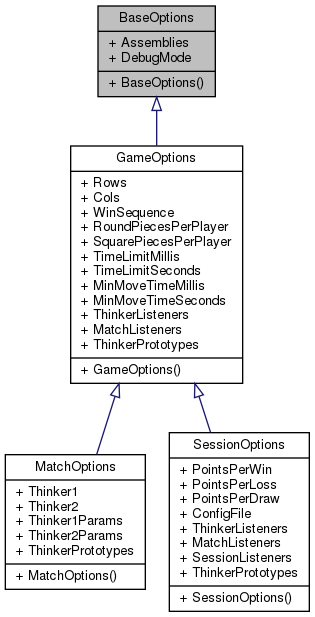 BaseOptions
+ Assemblies
+ DebugMode
+ BaseOptions()
GameOptions
+ Rows
+ Cols
+ WinSequence
+ RoundPiecesPerPlayer
+ SquarePiecesPerPlayer
+ TimeLimitMillis
+ TimeLimitSeconds
+ MinMoveTimeMillis
+ MinMoveTimeSeconds
+ ThinkerListeners
+ MatchListeners
+ ThinkerPrototypes
+ GameOptions()
MatchOptions
+ Thinker1
+ Thinker2
+ Thinker1Params
+ Thinker2Params
+ ThinkerPrototypes
+ MatchOptions()
SessionOptions
+ PointsPerWin
+ PointsPerLoss
+ PointsPerDraw
+ ConfigFile
+ ThinkerListeners
+ MatchListeners
+ SessionListeners
+ ThinkerPrototypes
+ SessionOptions()